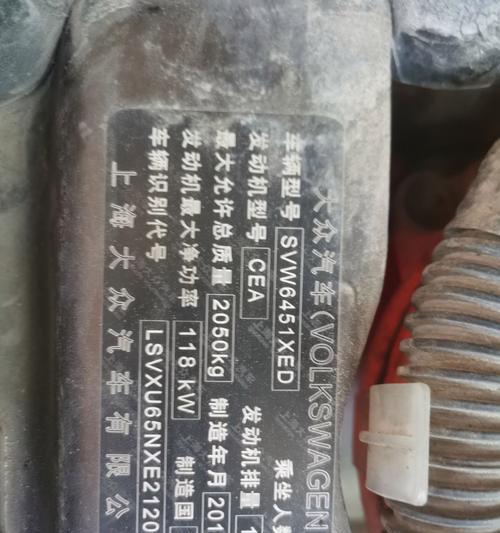 大众汽车(VOLKSWAGEN
车辆型号 SVW6451XED 乘坐人数
发动机型号 CEA 发动机排量 1
最大允许总质量 2050kg 制造年月 201
发动机最大净功率 118 kW 制造国
车辆识别代号 LSVXU65NXE2120
上海大众汽车有限公